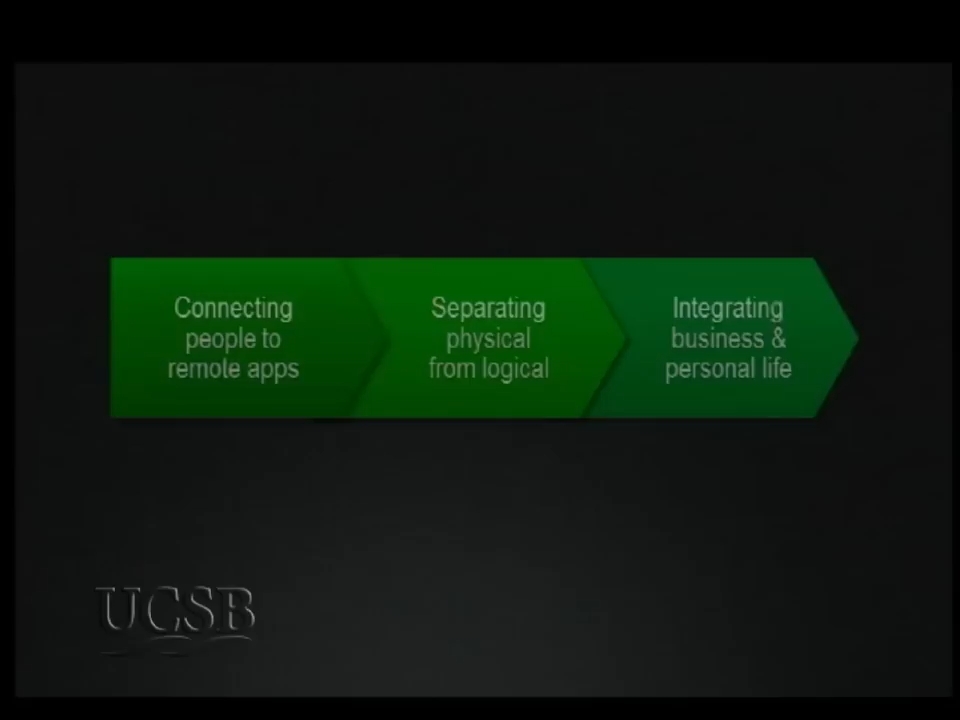 Connecting
people to
remote apps
Separating
physical
from logical
Integrating
business &
personal life
UCSB